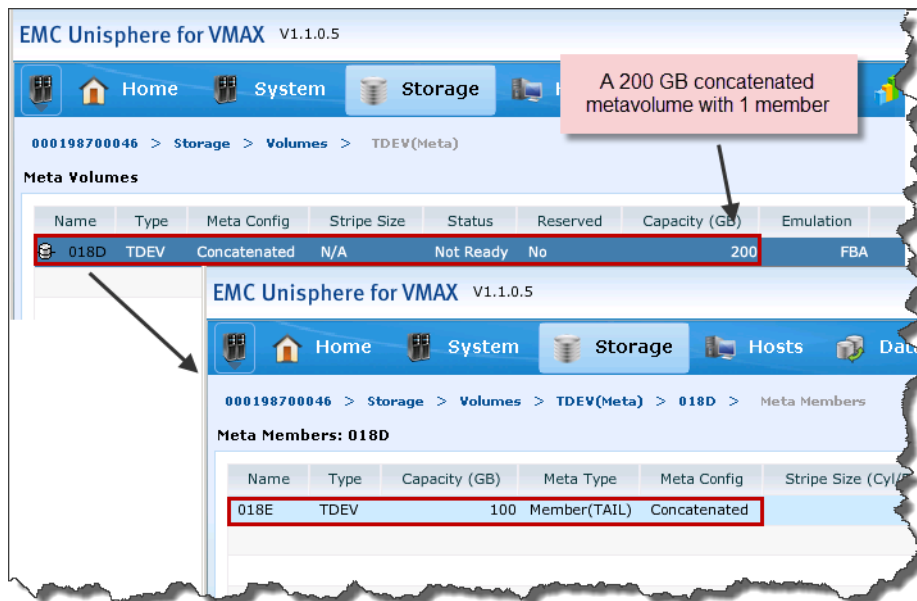 EMC Unisphere for VMAX V1.1.0.5
Home System Storage
A 200 GB concatenated
metavolume with 1 member
000198700046 > Storage > Volumes > TDEV(Meta)
Meta Volumes
Name Type Meta Config Stripe Size Status Reserved Capacity (GB) Emulation
018D TDEV Concatenated N/A Not Ready No 200 FBA
EMC Unisphere for VMAX V1.1.0.5
Home System Storage Hosts
000198700046 > Storage > Volumes > TDEV(Meta) > 018D > Meta Members
Meta Members: 018D
Name Type Capacity (GB) Meta Type Meta Config Stripe Size
018E TDEV 100 Member(TAIL) Concatenated